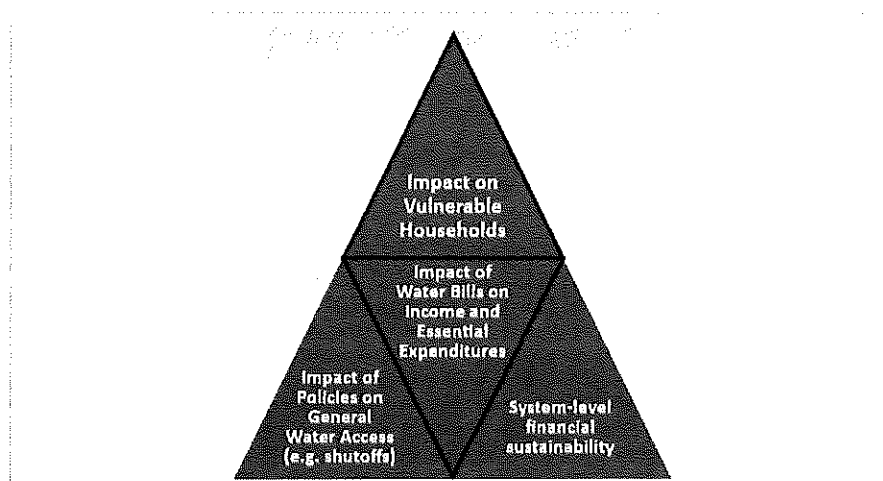 Impact on
Vulnerable
Households
Impact of
Water Bills on
Income and
Essential
Expenditures
Impact of
Policies on
General
Water Access
(e.g. shutoffs)
System-level
financial
sustainability